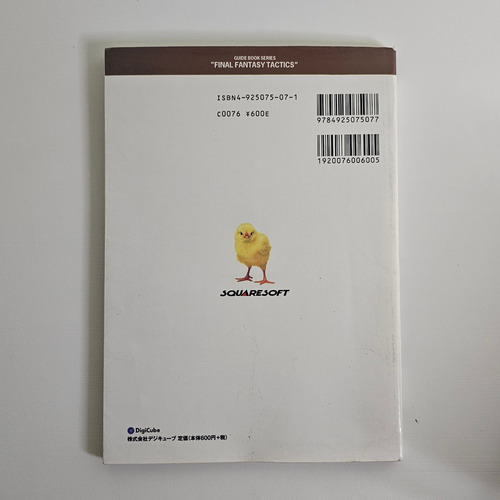 GUIDE BOOK SERIES
"FINAL FANTASY TACTICS"
ISBN4-925075-07-1
C0076 ¥600E
9784925075077
1920076006005
SQUARESOFT
DigiCube
株式会社デジキューブ 定価(本体600円+税)